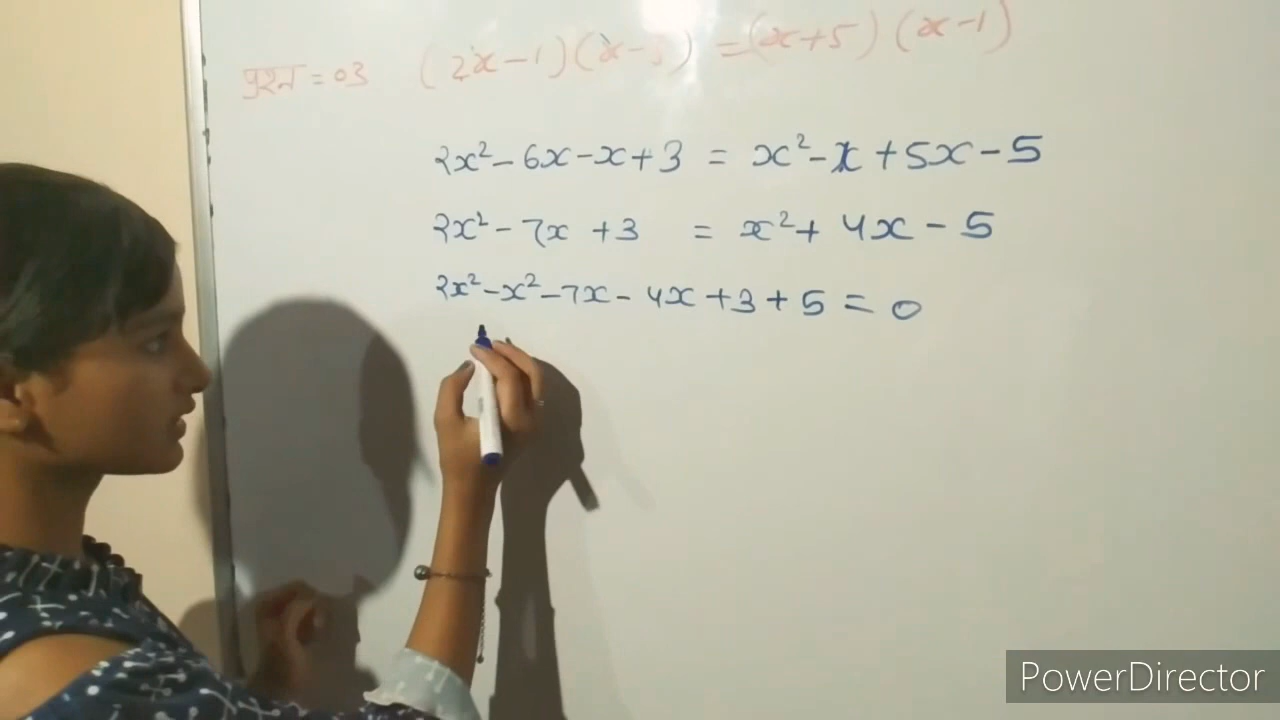 प्रश्न = 03 (2x-1)(x-3) = (x+5)(x-1)
2x² - 6x - x + 3 = x² - x + 5x - 5
2x² - 7x + 3 = x² + 4x - 5
2x² - x² - 7x - 4x + 3 + 5 = 0
PowerDirector